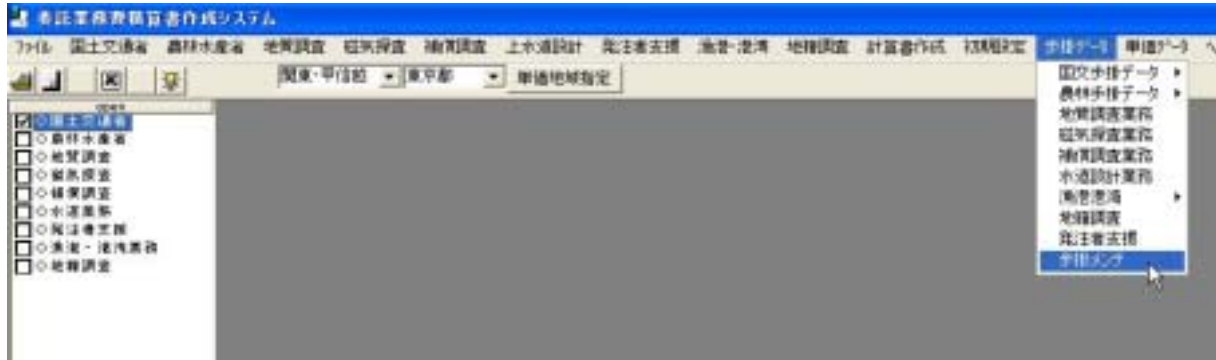 委託業務費積算書作成システム
ファイル 国土交通省 農林水産省 地質調査 磁気探査 補償調査 上水道設計 発注者支援 漁港・港湾 地籍調査 計算書作成 初期設定 歩掛データ 単価データ ヘ
関東・甲信越 東京都 単価地域指定
国交歩掛データ
農林歩掛データ
地質調査業務
磁気探査業務
補償調査業務
水道設計業務
漁港港湾
地籍調査
発注者支援
歩掛メンテ
◇国土交通省
◇農林水産省
◇地質調査
◇磁気探査
◇補償調査
◇水道業務
◇発注者支援
◇漁港・港湾業務
◇地籍調査